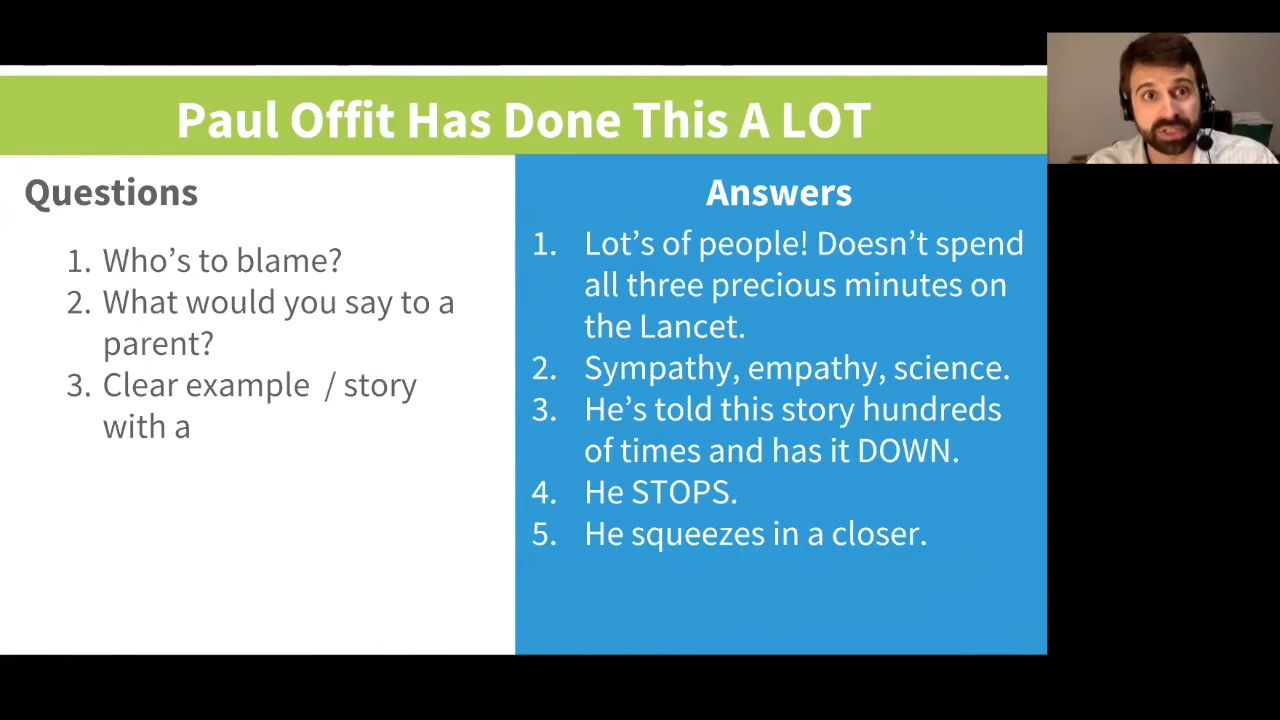 Paul Offit Has Done This A LOT
Questions
1. Who's to blame?
2. What would you say to a
parent?
3. Clear example / story
with a
Answers
1. Lot's of people! Doesn't spend
all three precious minutes on
the Lancet.
2. Sympathy, empathy, science.
3. He's told this story hundreds
of times and has it DOWN.
4. He STOPS.
5. He squeezes in a closer.